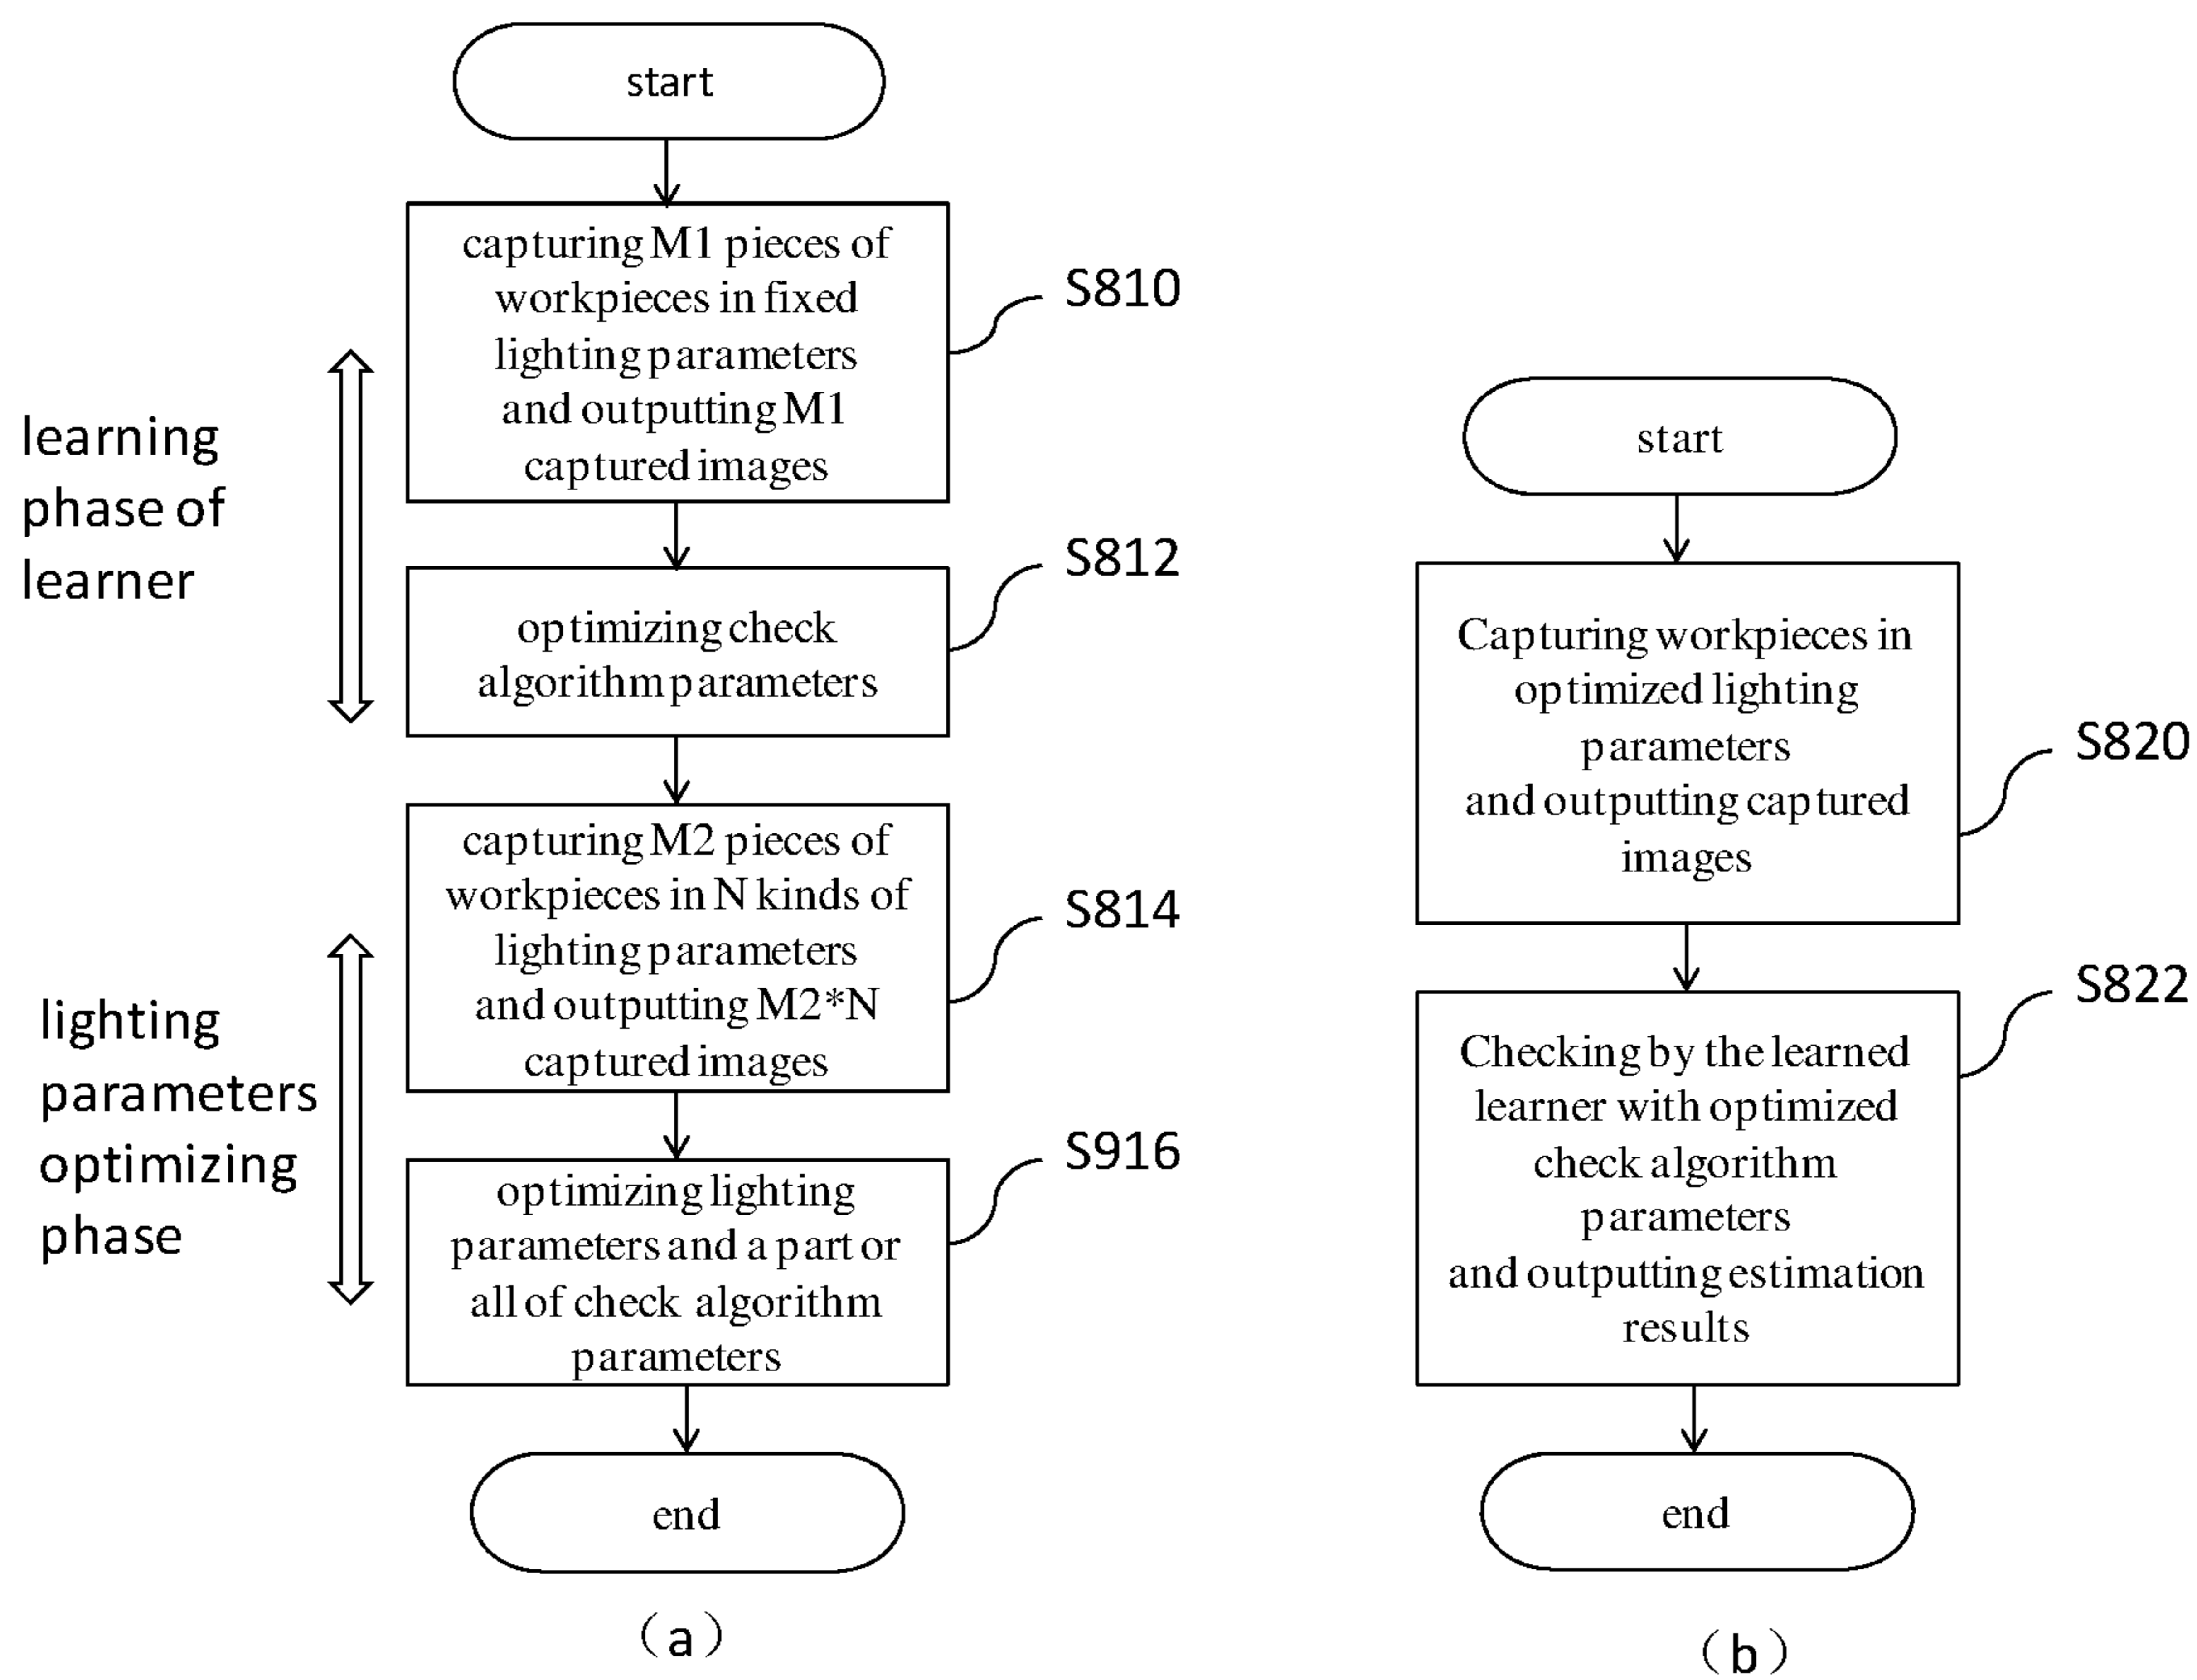 start
capturing M1 pieces of
workpieces in fixed
lighting parameters
and outputting M1
captured images
S810
learning
phase of
learner
optimizing check
algorithm parameters
S812
capturing M2 pieces of
workpieces in N kinds of
lighting parameters
and outputting M2*N
captured images
S814
lighting
parameters
optimizing
phase
optimizing lighting
parameters and a part or
all of check algorithm
parameters
S916
end
(a)
start
Capturing workpieces in
optimized lighting
parameters
and outputting captured
images
S820
Checking by the learned
learner with optimized
check algorithm
parameters
and outputting estimation
results
S822
end
(b)